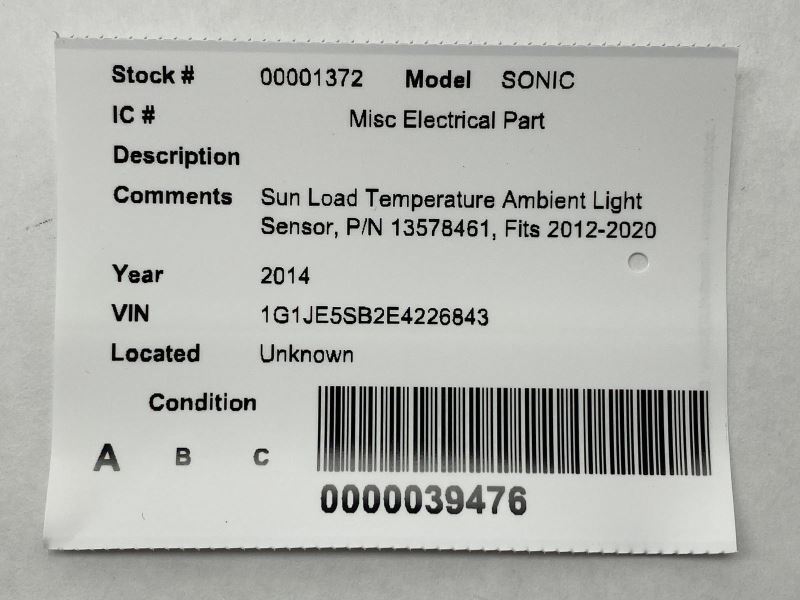 Stock # 00001372 Model SONIC
IC # Misc Electrical Part
Description
Comments Sun Load Temperature Ambient Light
Sensor, P/N 13578461, Fits 2012-2020
Year 2014
VIN 1G1JE5SB2E4226843
Located Unknown
Condition
A B C
0000039476